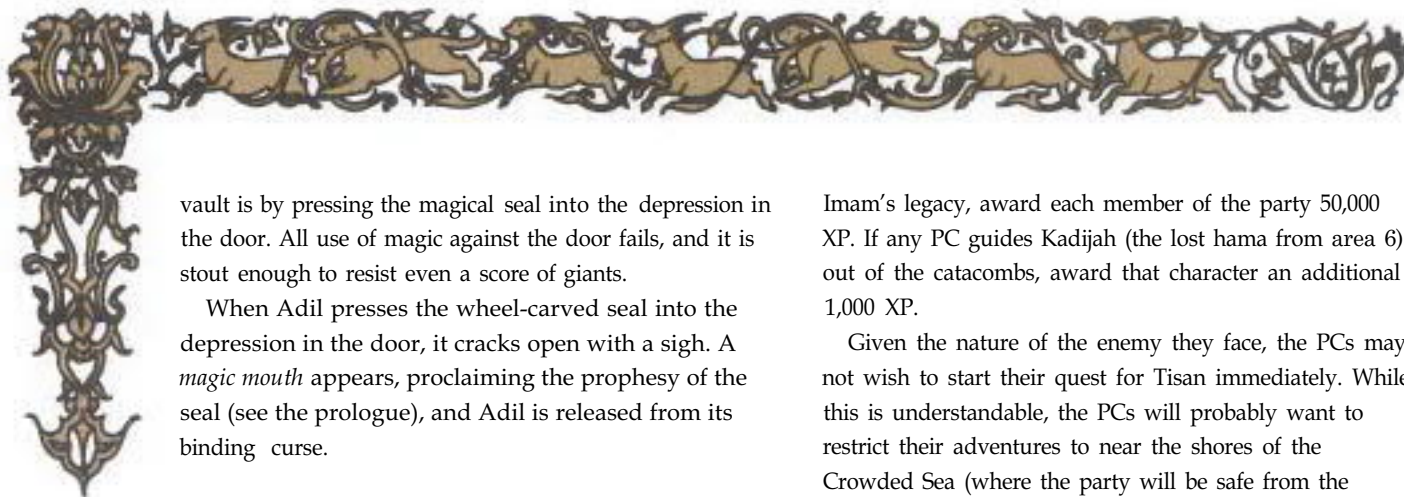 vault is by pressing the magical seal into the depression in
the door. All use of magic against the door fails, and it is
stout enough to resist even a score of giants.
When Adil presses the wheel-carved seal into the
depression in the door, it cracks open with a sigh. A
magic mouth appears, proclaiming the prophesy of the
seal (see the prologue), and Adil is released from its
binding curse.
Imam's legacy, award each member of the party 50,000
XP. If any PC guides Kadijah (the lost hama from area 6)
out of the catacombs, award that character an additional
1,000 XP.
Given the nature of the enemy they face, the PCs may
not wish to start their quest for Tisan immediately. While
this is understandable, the PCs will probably want to
restrict their adventures to near the shores of the
Crowded Sea (where the party will be safe from the